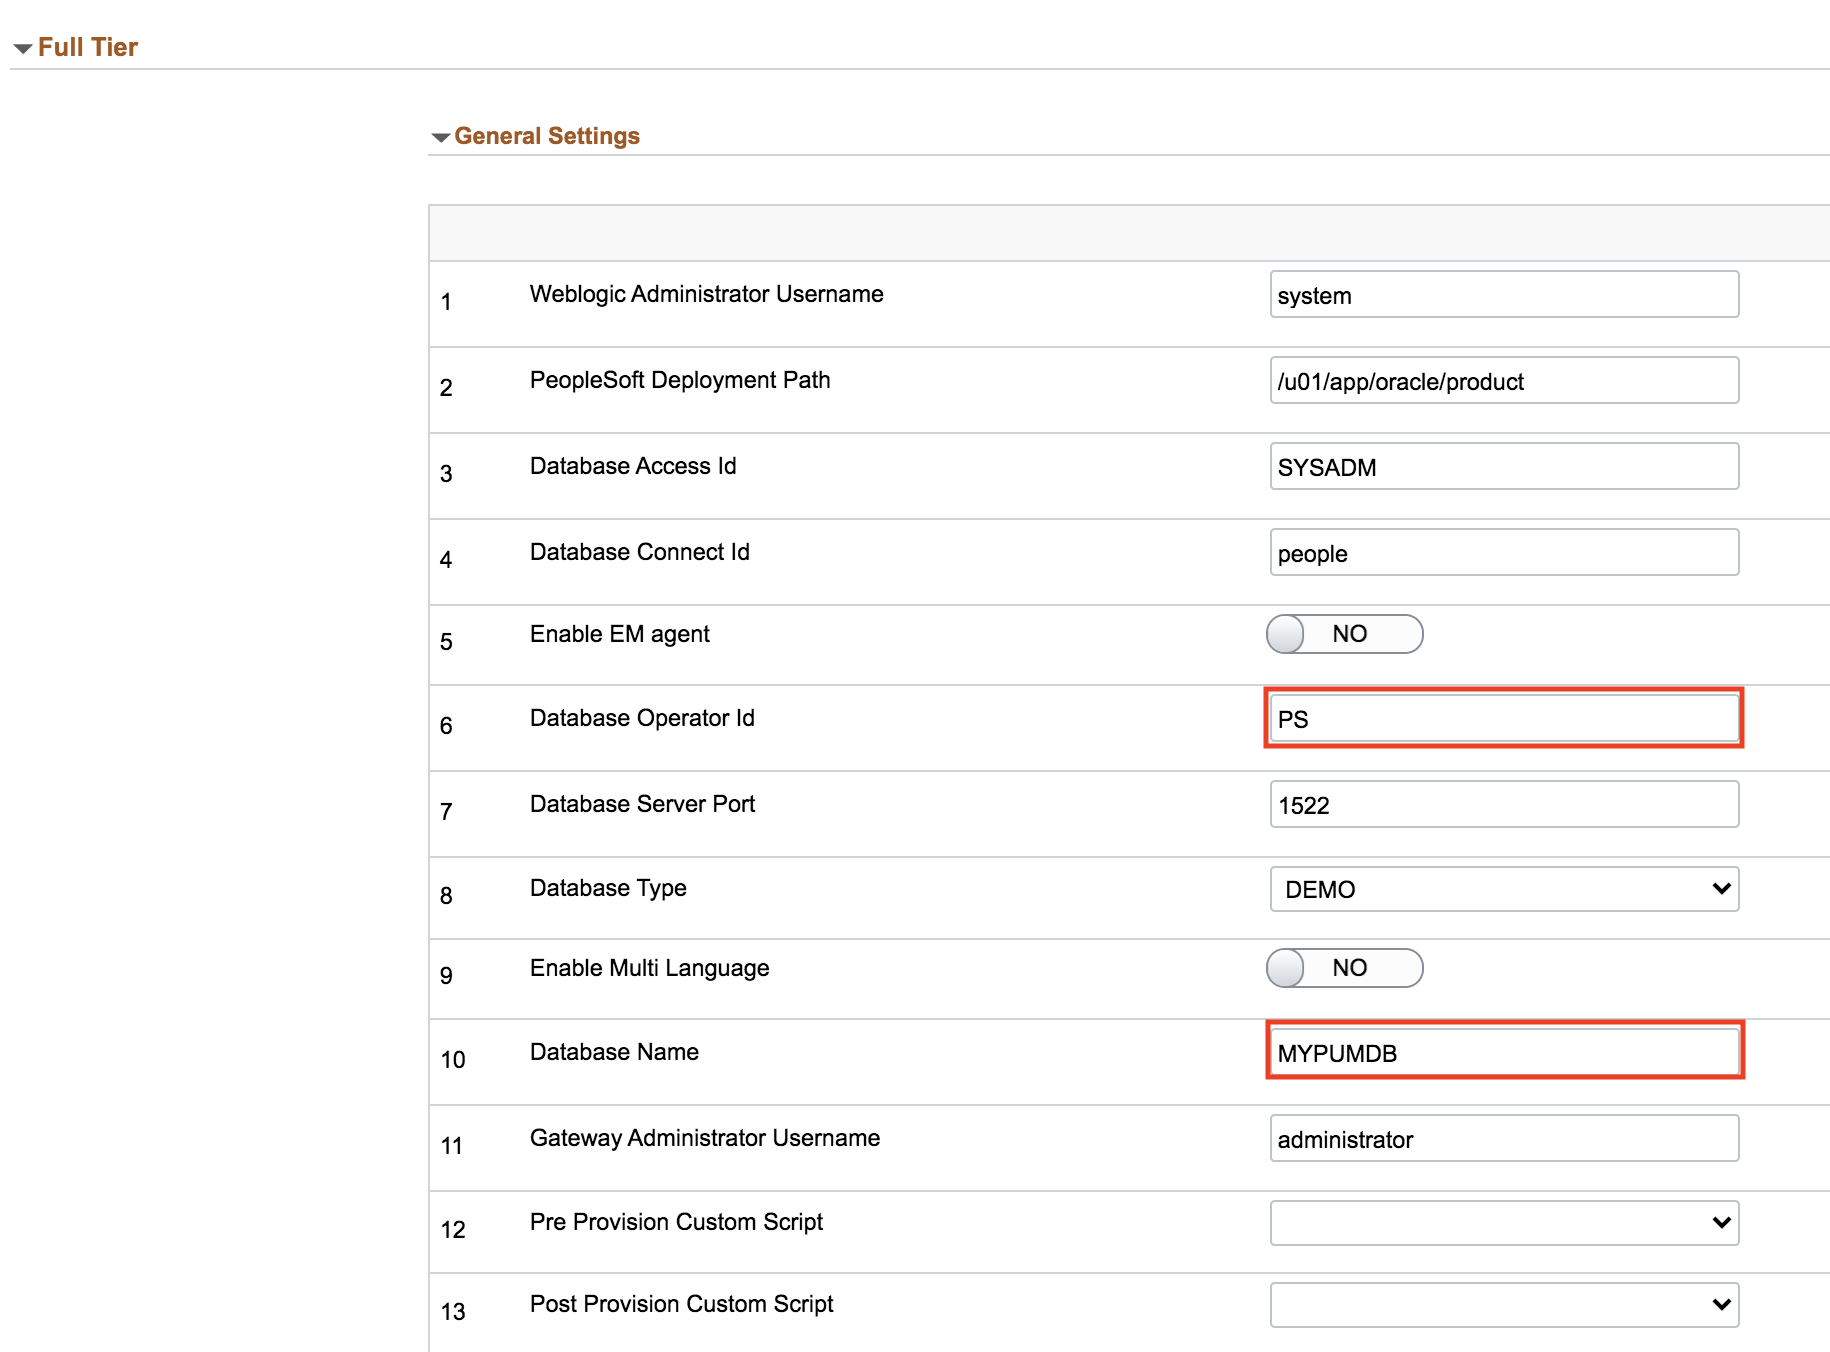 Full Tier
General Settings
1 Weblogic Administrator Username system
2 PeopleSoft Deployment Path /u01/app/oracle/product
3 Database Access Id SYSADM
4 Database Connect Id people
5 Enable EM agent NO
6 Database Operator Id PS
7 Database Server Port 1522
8 Database Type DEMO
9 Enable Multi Language NO
10 Database Name MYPUMDB
11 Gateway Administrator Username administrator
12 Pre Provision Custom Script
13 Post Provision Custom Script